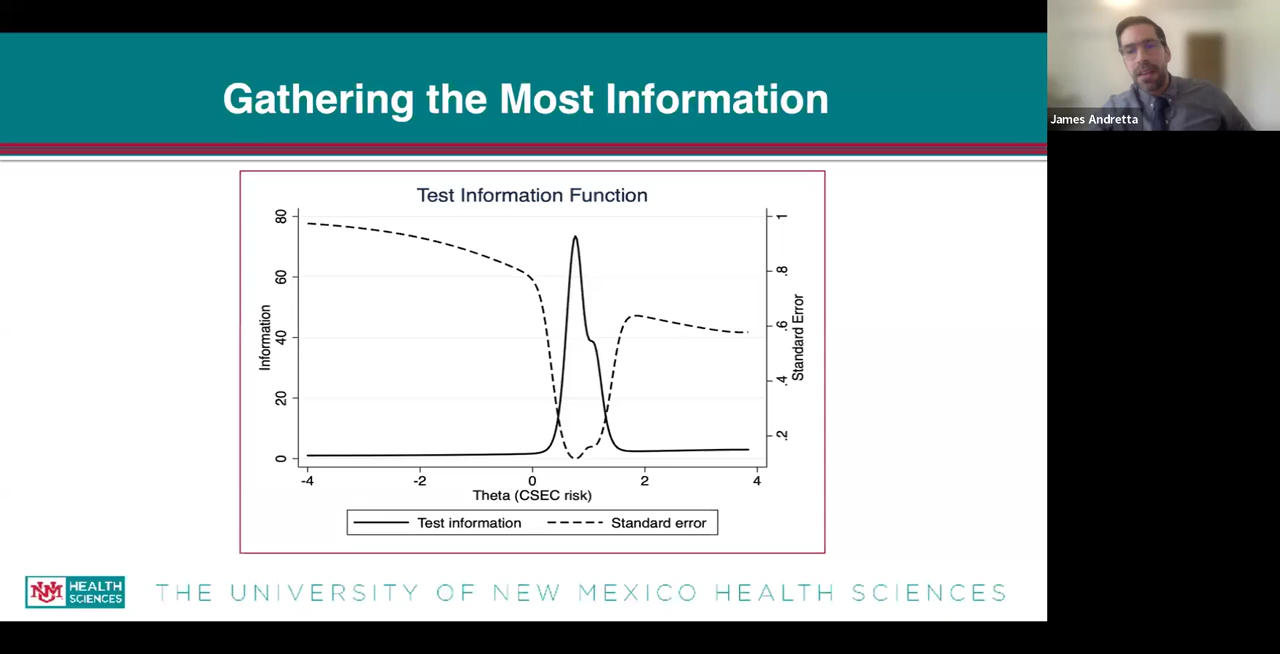 Gathering the Most Information
James Andretta
Test Information Function
80
60
40
20
0
Information
1
.8
.6
.4
.2
Standard Error
-4 -2 0 2 4
Theta (CSEC risk)
Test information Standard error
UNM HEALTH SCIENCES
THE UNIVERSITY OF NEW MEXICO HEALTH SCIENCES